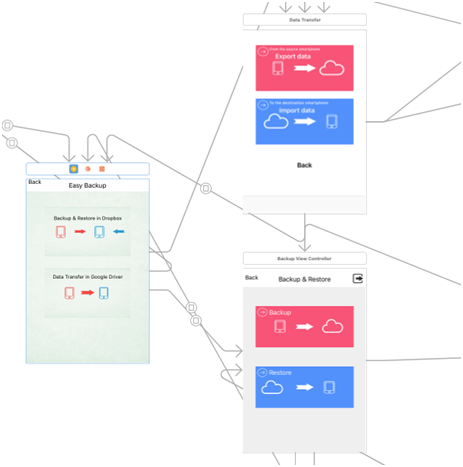 Data Transfer
From the source smartphone
Export data
To the destination smartphone
Import data
Back
Back
Easy Backup
Backup & Restore in Dropbox
Data Transfer in Google Driver
Backup View Controller
Back
Backup & Restore
Backup
Restore